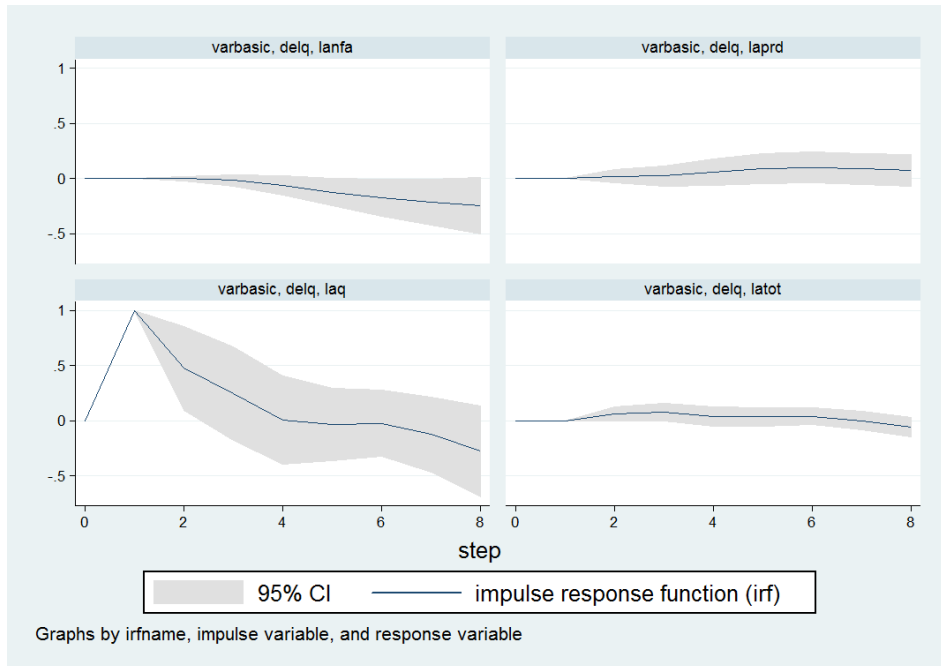 varbasic, delq, lanfa
varbasic, delq, laprd
1
.5
0
-.5
varbasic, delq, laq
varbasic, delq, latot
1
.5
0
-.5
0 2 4 6 8
0 2 4 6 8
step
95% CI
impulse response function (irf)
Graphs by irfname, impulse variable, and response variable